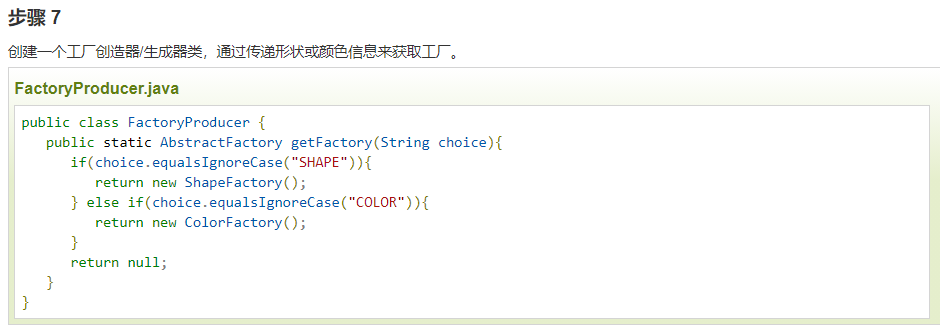 步骤 7
创建一个工厂创造器/生成器类，通过传递形状或颜色信息来获取工厂。
FactoryProducer.java
public class FactoryProducer {
   public static AbstractFactory getFactory(String choice){
      if(choice.equalsIgnoreCase("SHAPE")){
         return new ShapeFactory();
      } else if(choice.equalsIgnoreCase("COLOR")){
         return new ColorFactory();
      }
      return null;
   }
}